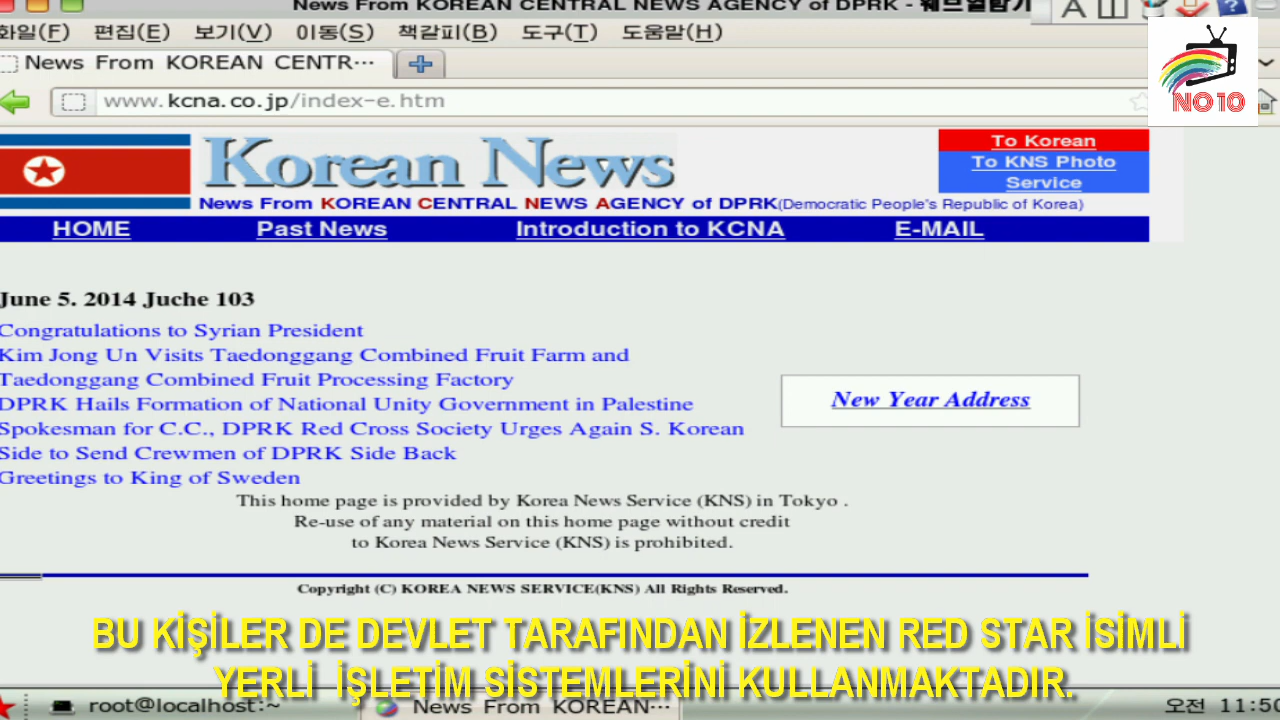 News From KOREAN CENTRAL NEWS AGENCY of DPRK - 웨브열람기
화일(F) 편집(E) 보기(V) 이동(S) 책갈피(B) 도구(T) 도움말(H)
News From KOREAN CENTR…
www.kcna.co.jp/index-e.htm
NO10
Korean News
To Korean
To KNS Photo
Service
News From KOREAN CENTRAL NEWS AGENCY of DPRK(Democratic People's Republic of Korea)
HOME Past News Introduction to KCNA E-MAIL
June 5. 2014 Juche 103
Congratulations to Syrian President
Kim Jong Un Visits Taedonggang Combined Fruit Farm and
Taedonggang Combined Fruit Processing Factory
DPRK Hails Formation of National Unity Government in Palestine
Spokesman for C.C., DPRK Red Cross Society Urges Again S. Korean
Side to Send Crewmen of DPRK Side Back
Greetings to King of Sweden
New Year Address
This home page is provided by Korea News Service (KNS) in Tokyo .
Re-use of any material on this home page without credit
to Korea News Service (KNS) is prohibited.
Copyright (C) KOREA NEWS SERVICE(KNS) All Rights Reserved.
BU KİŞİLER DE DEVLET TARAFINDAN İZLENEN RED STAR İSİMLİ
YERLİ İŞLETİM SİSTEMLERİNİ KULLANMAKTADIR.
root@localhost:~ News From KOREAN… 오전 11:50